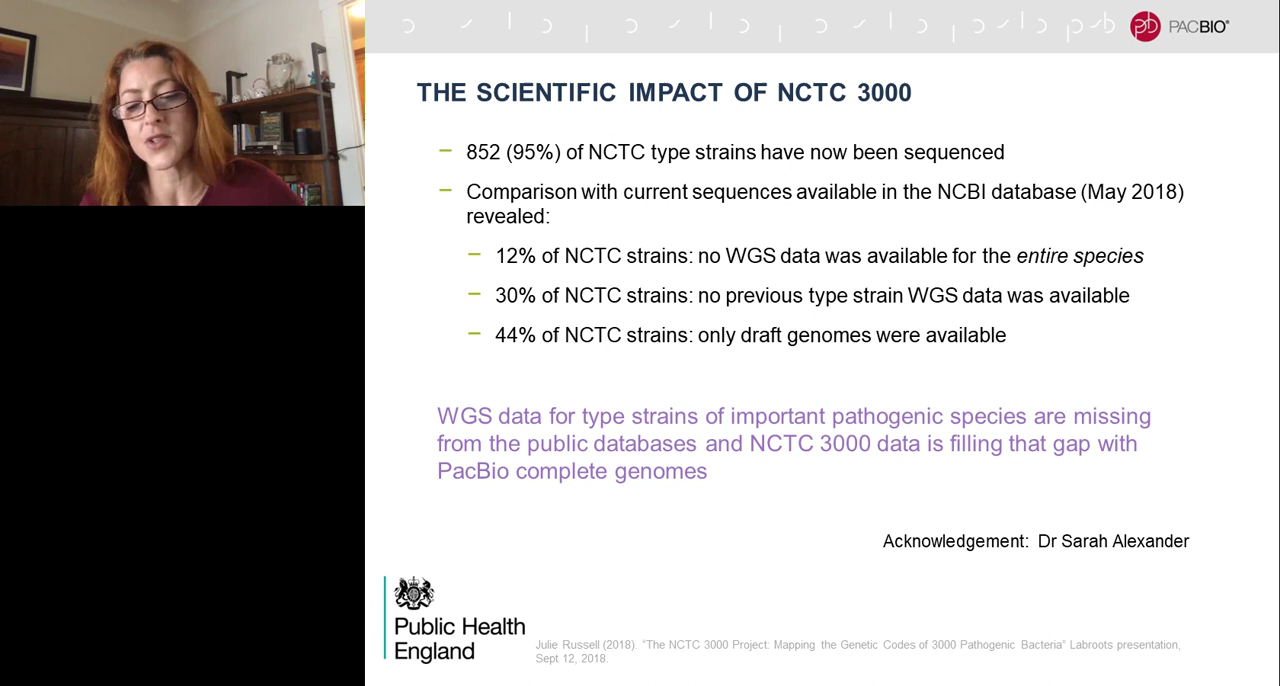 PACBIO®
THE SCIENTIFIC IMPACT OF NCTC 3000
– 852 (95%) of NCTC type strains have now been sequenced
– Comparison with current sequences available in the NCBI database (May 2018)
revealed:
– 12% of NCTC strains: no WGS data was available for the entire species
– 30% of NCTC strains: no previous type strain WGS data was available
– 44% of NCTC strains: only draft genomes were available
WGS data for type strains of important pathogenic species are missing
from the public databases and NCTC 3000 data is filling that gap with
PacBio complete genomes
Acknowledgement: Dr Sarah Alexander
Public Health
England
Julie Russell (2018). "The NCTC 3000 Project: Mapping the Genetic Codes of 3000 Pathogenic Bacteria" Labroots presentation,
Sept 12, 2018.